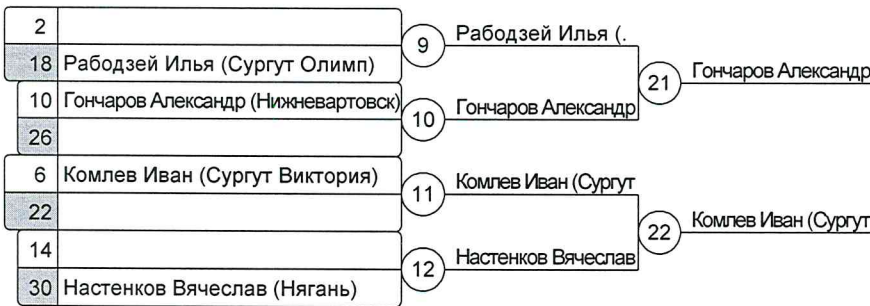 2
9 Рабодзей Илья (.
18 Рабодзей Илья (Сургут Олимп)
21 Гончаров Александр
10 Гончаров Александр (Нижневартовск)
10 Гончаров Александр
26
6 Комлев Иван (Сургут Виктория)
11 Комлев Иван (Сургут
22
22 Комлев Иван (Сургут
14
12 Настенков Вячеслав
30 Настенков Вячеслав (Нягань)